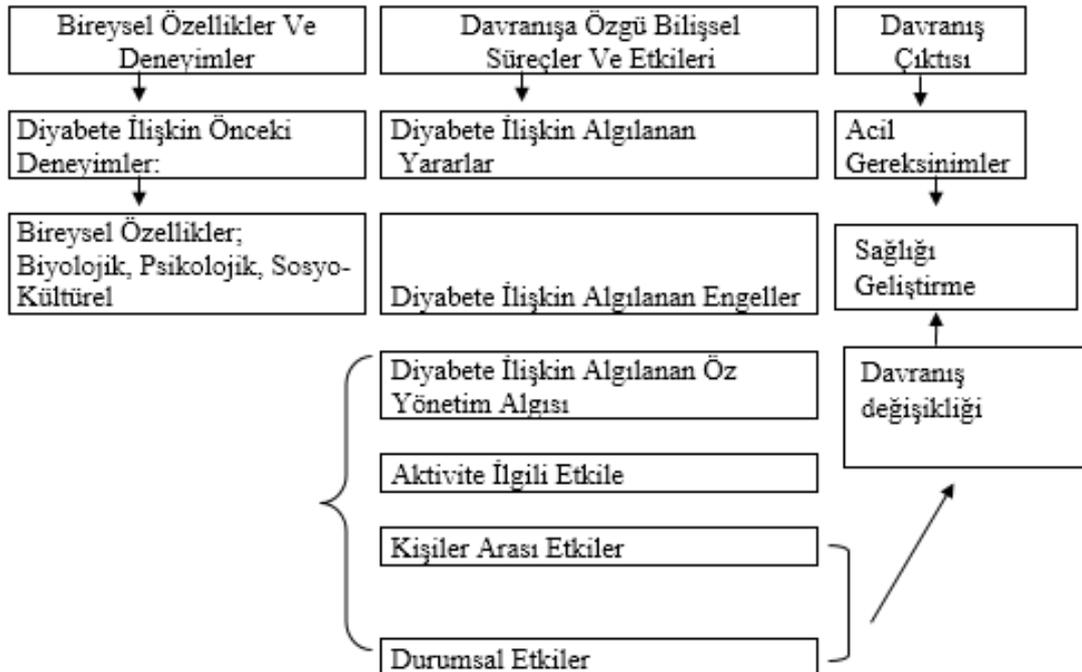 Bireysel Özellikler Ve
Deneyimler
Davranışa Özgü Bilişsel
Süreçler Ve Etkileri
Davranış
Çıktısı
Diyabete İlişkin Önceki
Deneyimler:
Diyabete İlişkin Algılanan
Yararlar
Acil
Gereksinimler
Bireysel Özellikler;
Biyolojik, Psikolojik, Sosyo-
Kültürel
Diyabete İlişkin Algılanan Engeller
Sağlığı
Geliştirme
Diyabete İlişkin Algılanan Öz
Yönetim Algısı
Davranış
değişikliği
Aktivite İlgili Etkile
Kişiler Arası Etkiler
Durumsal Etkiler